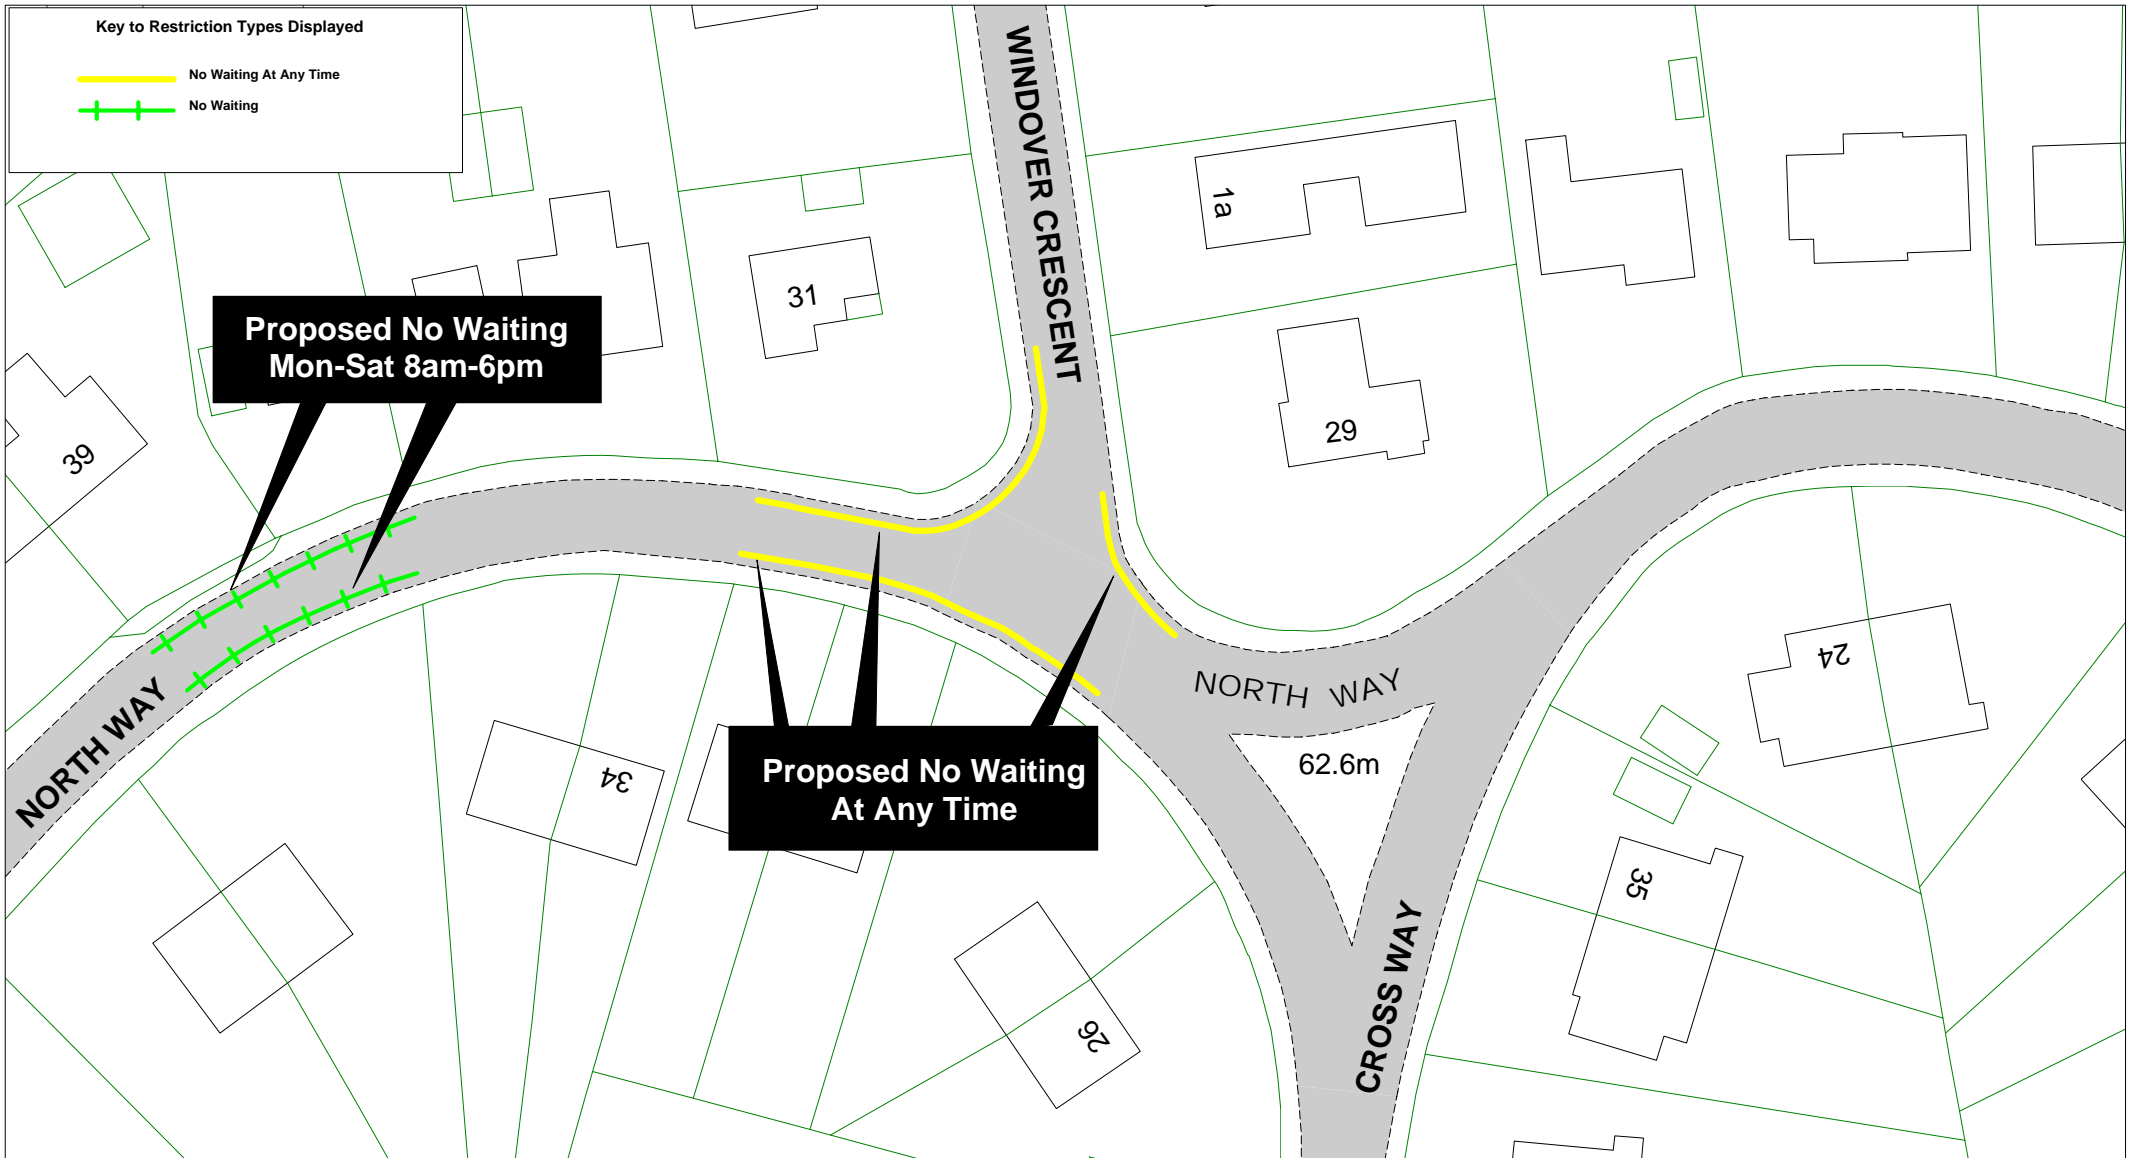 Key to Restriction Types Displayed
No Waiting At Any Time
No Waiting
WINDOVER CRESCENT
1a
31
Proposed No Waiting
Mon-Sat 8am-6pm
29
39
24
NORTH WAY
NORTH WAY
62.6m
34
Proposed No Waiting
At Any Time
35
CROSS WAY
26